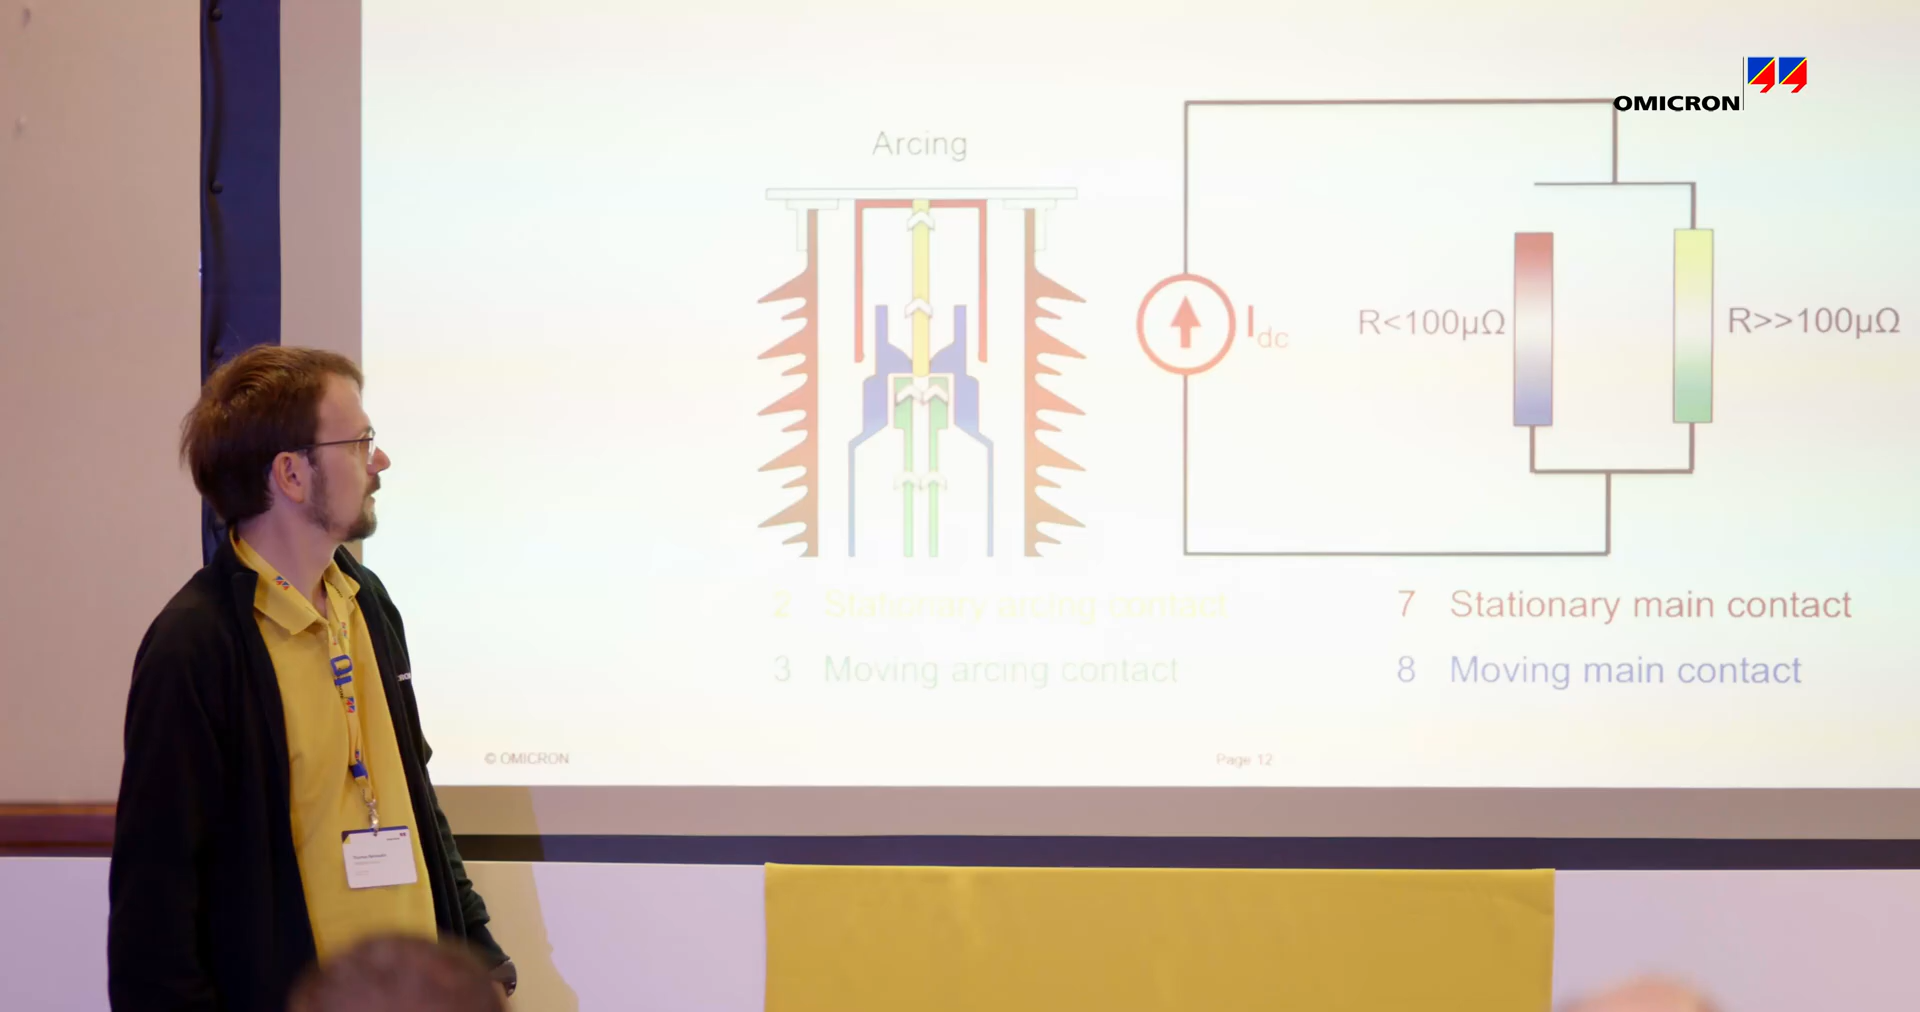 OMICRON
Arcing
Idc
R<100µΩ
R>>100µΩ
2 Stationary arcing contact
3 Moving arcing contact
7 Stationary main contact
8 Moving main contact
© OMICRON
Page 12